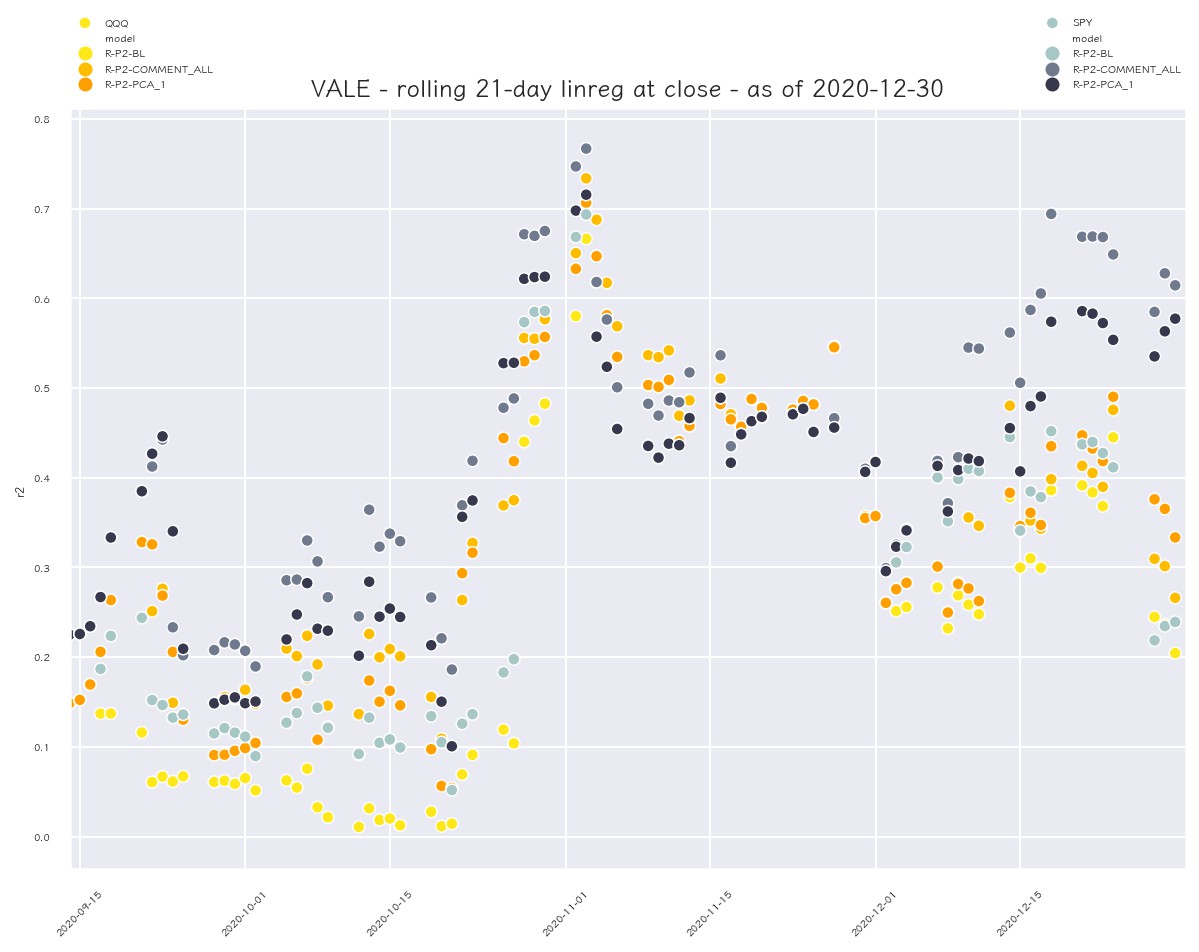 QQQ
model
R-P2-BL
R-P2-COMMENT_ALL
R-P2-PCA_1
SPY
model
R-P2-BL
R-P2-COMMENT_ALL
R-P2-PCA_1
VALE - rolling 21-day linreg at close - as of 2020-12-30
0.8
0.7
0.6
0.5
0.4
0.3
0.2
0.1
0.0
r2
2020-09-15
2020-10-01
2020-10-15
2020-11-01
2020-11-15
2020-12-01
2020-12-15